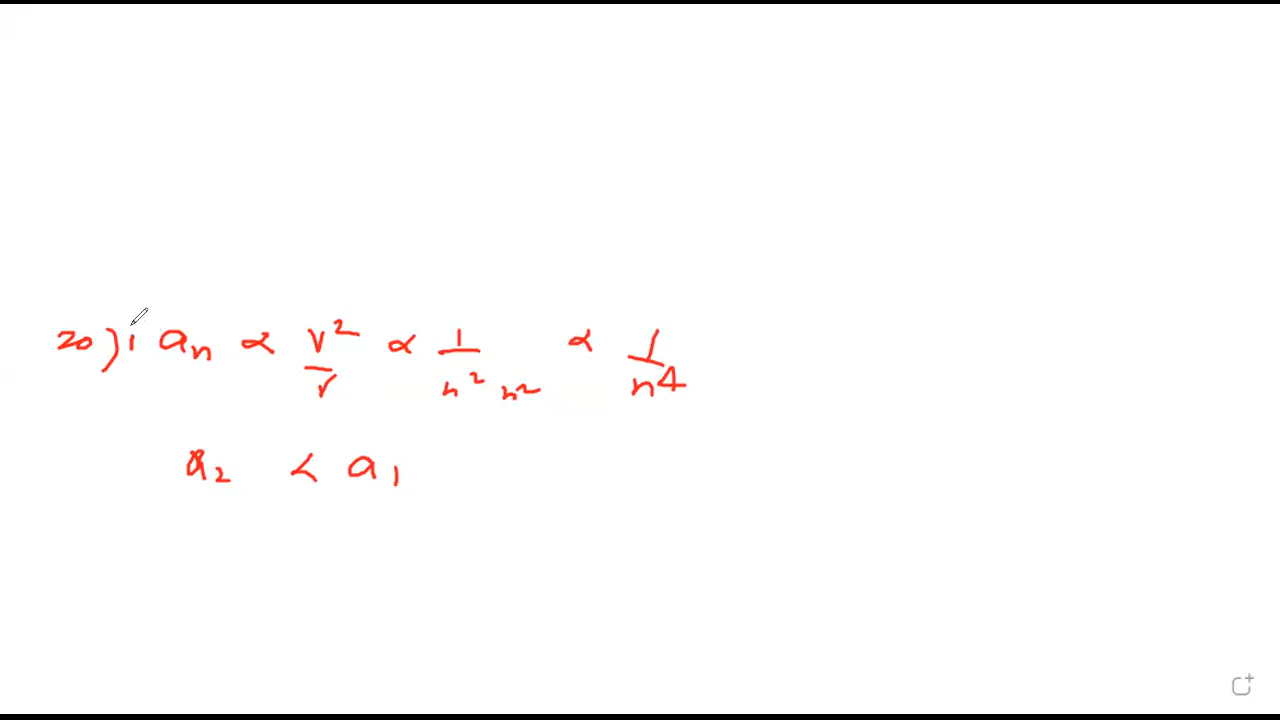 20) i aₙ ∝ v²/r ∝ 1/n² n² ∝ 1/n⁴
a₂ < a₁